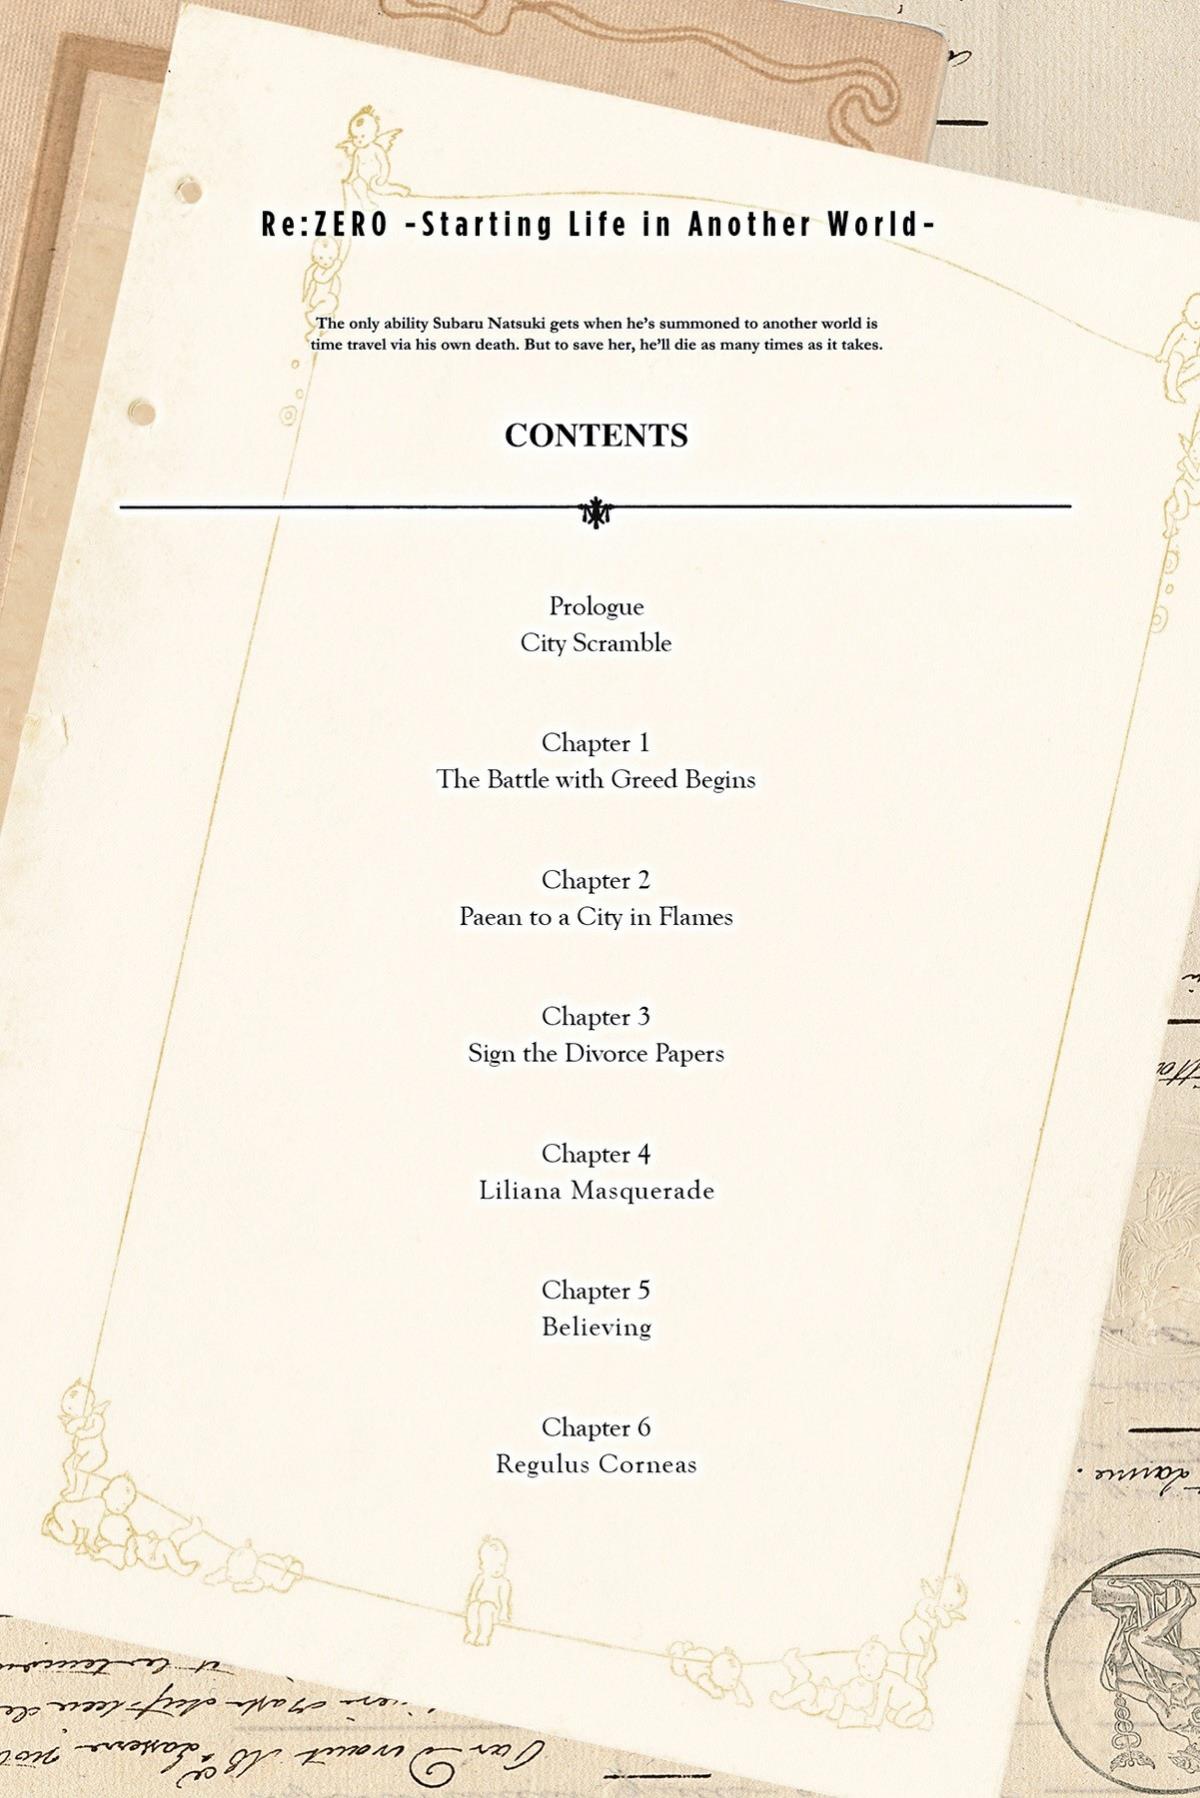 Re:ZERO -Starting Life in Another World-
The only ability Subaru Natsuki gets when he's summoned to another world is
time travel via his own death. But to save her, he'll die as many times as it takes.
CONTENTS
Prologue
City Scramble
Chapter 1
The Battle with Greed Begins
Chapter 2
Paean to a City in Flames
Chapter 3
Sign the Divorce Papers
Chapter 4
Liliana Masquerade
Chapter 5
Believing
Chapter 6
Regulus Corneas